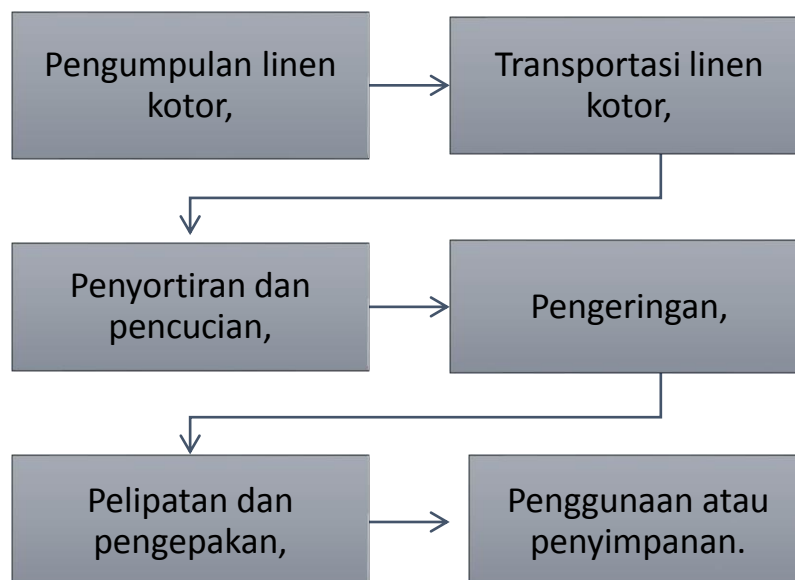 Pengumpulan linen
kotor,
Transportasi linen
kotor,
Penyortiran dan
pencucian,
Pengeringan,
Pelipatan dan
pengepakan,
Penggunaan atau
penyimpanan.